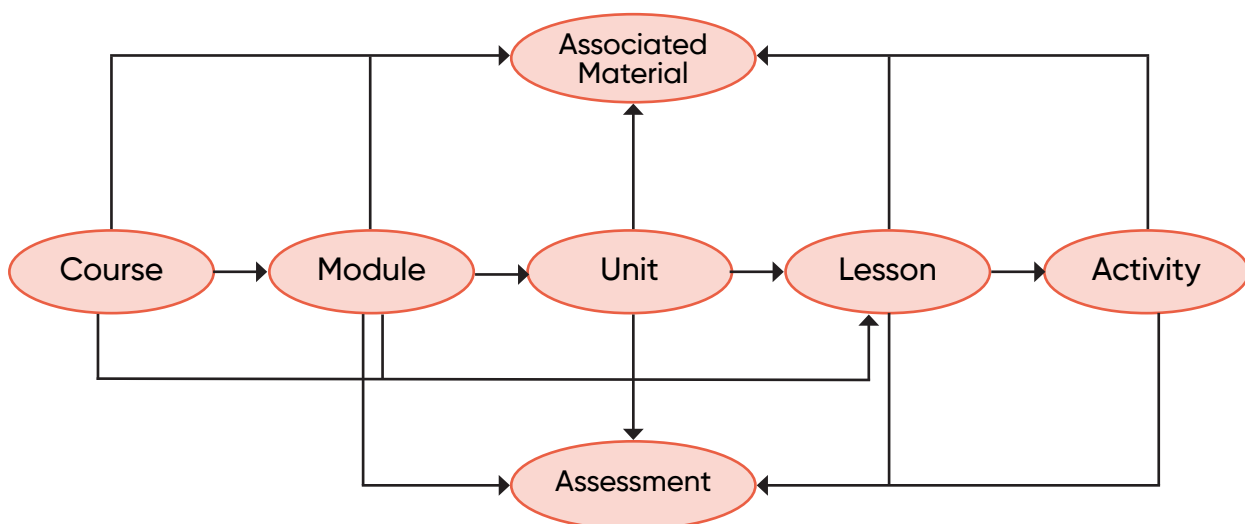 Associated
Material
Course
Module
Unit
Lesson
Activity
Assessment